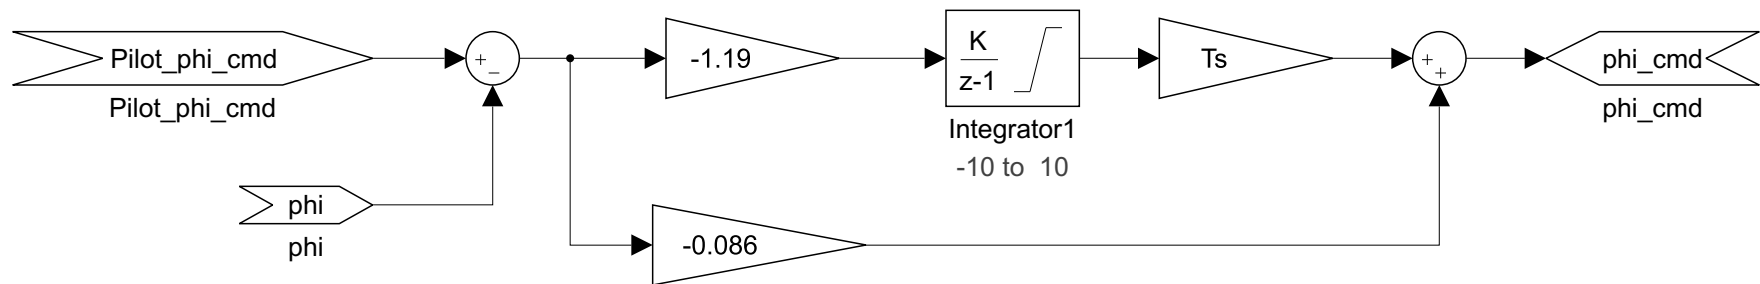 Pilot_phi_cmd
Pilot_phi_cmd
phi
phi
+
–
-1.19
-0.086
K
z-1
Integrator1
-10 to  10
Ts
+
+
phi_cmd
phi_cmd